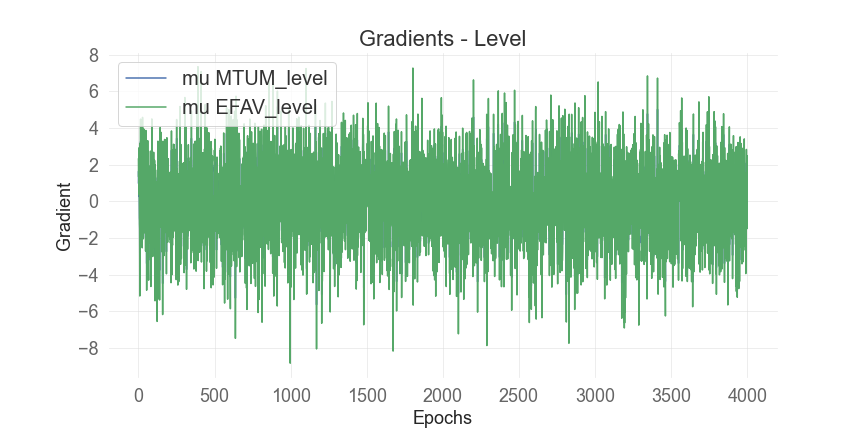 Gradients - Level
mu MTUM_level
mu EFAV_level
Gradient
8
6
4
2
0
−2
−4
−6
−8
0 500 1000 1500 2000 2500 3000 3500 4000
Epochs